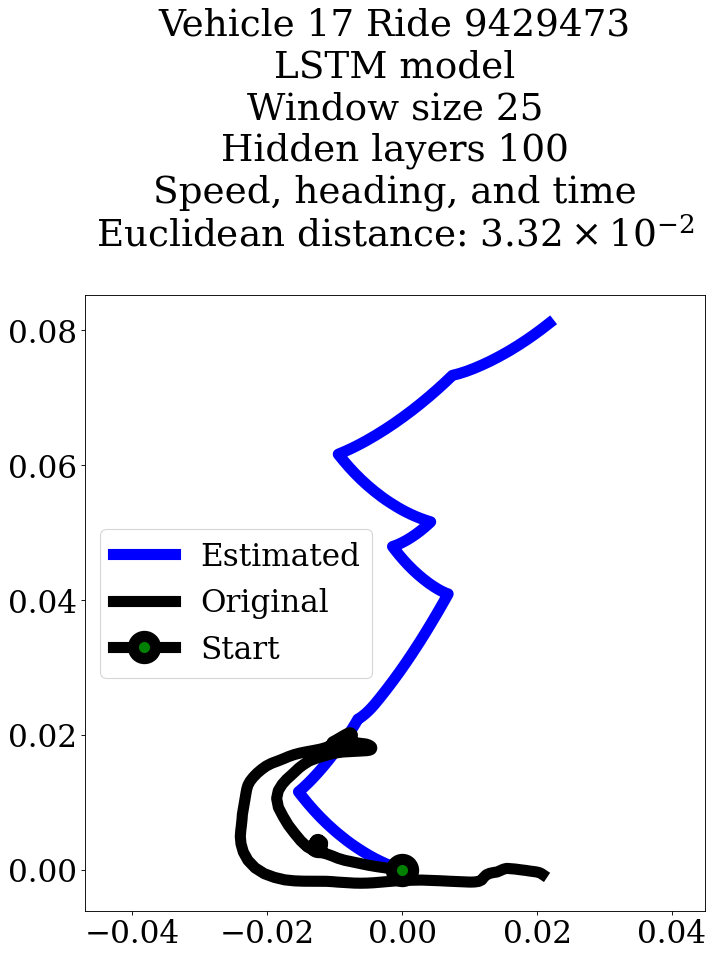 Vehicle 17 Ride 9429473
LSTM model
Window size 25
Hidden layers 100
Speed, heading, and time
Euclidean distance: 3.32 × 10⁻²
0.08
0.06
0.04
0.02
0.00
Estimated
Original
Start
−0.04 −0.02 0.00 0.02 0.04